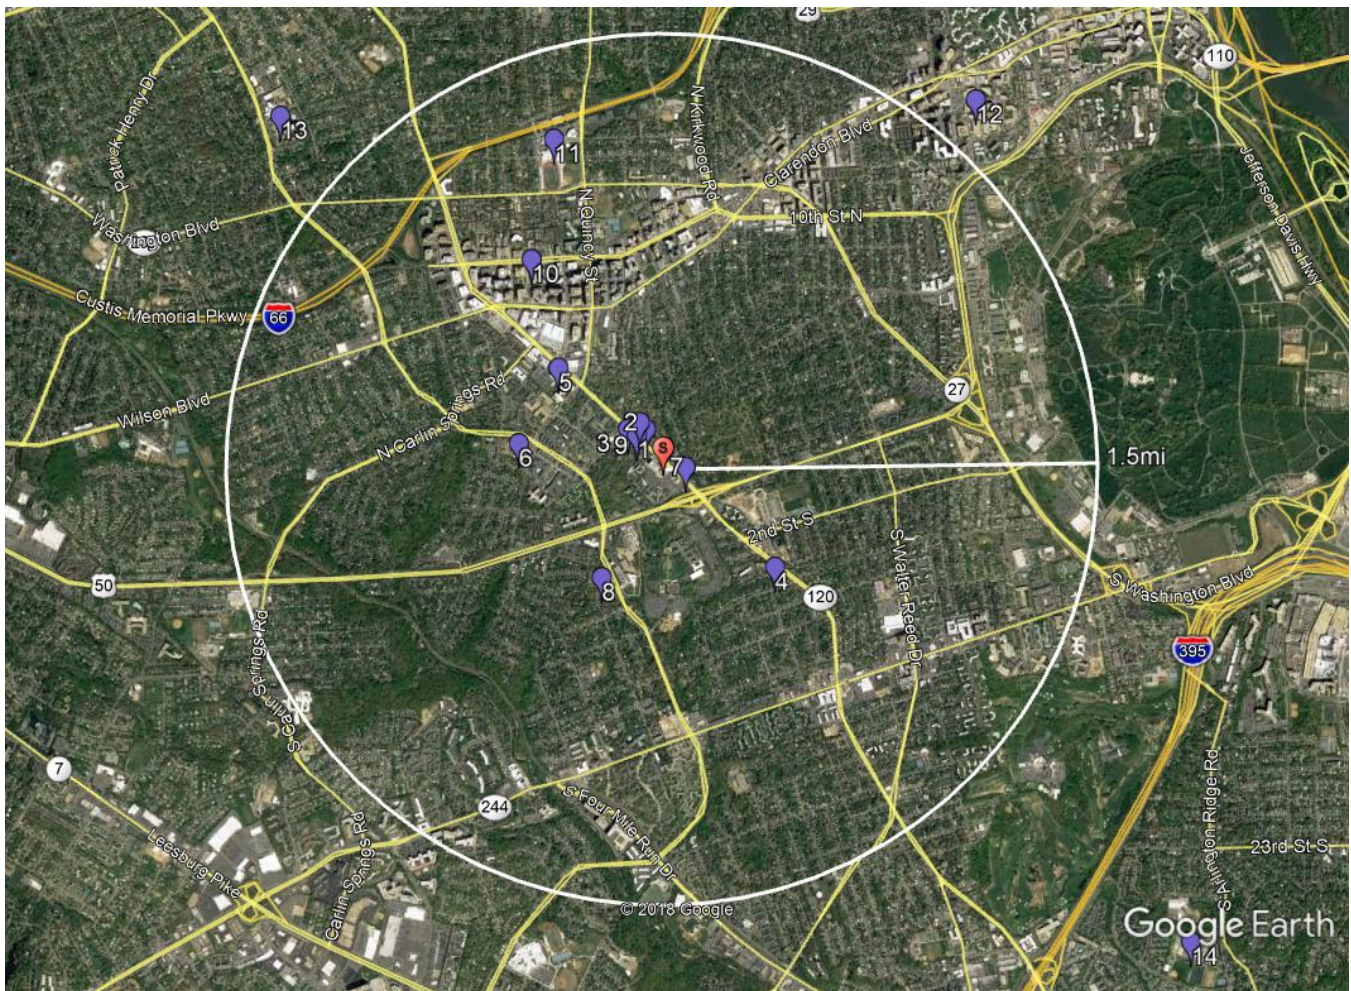 29
110
Patrick Henry Dr
13
11
N Kirkwood Rd
Clarendon Blvd
12
Jefferson Davis Hwy
Washington Blvd
N Quincy St
10th St N
10
Custis Memorial Pkwy
66
5
27
Wilson Blvd
N Carlin Springs Rd
2
3
9
1
S
6
7
1.5mi
2nd St S
S Walter Reed Dr
50
8
4
120
S Washington Blvd
395
S Carlin Springs Rd
7
244
S Four Mile Run Dr
S Arlington Ridge Rd
Leesburg Pike
Carlin Springs Rd
23rd St S
© 2018 Google
Google Earth
14